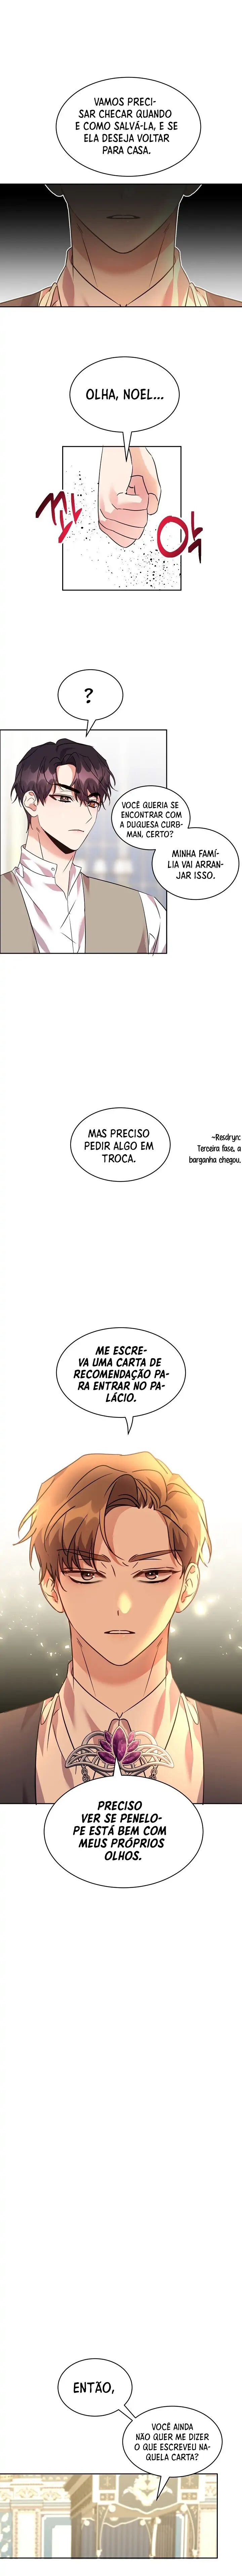 VAMOS PRECI-
SAR CHECAR QUANDO
E COMO SALVÁ-LA, E SE
ELA DESEJA VOLTAR
PARA CASA.
OLHA, NOEL...
꽈
악
?
VOCÊ QUERIA SE
ENCONTRAR COM
A DUQUESA CURB-
MAN, CERTO?
MINHA FAMÍ-
LIA VAI ARRAN-
JAR ISSO.
MAS PRECISO
PEDIR ALGO EM
TROCA.
~Resdryn:
Terceira fase, a
barganha chegou.
ME ESCRE-
VA UMA CARTA DE
RECOMENDAÇÃO PA-
RA ENTRAR NO PA-
LÁCIO.
PRECISO
VER SE PENELO-
PE ESTÁ BEM COM
MEUS PRÓPRIOS
OLHOS.
ENTÃO,
VOCÊ AINDA
NÃO QUER ME DIZER
O QUE ESCREVEU NA-
QUELA CARTA?